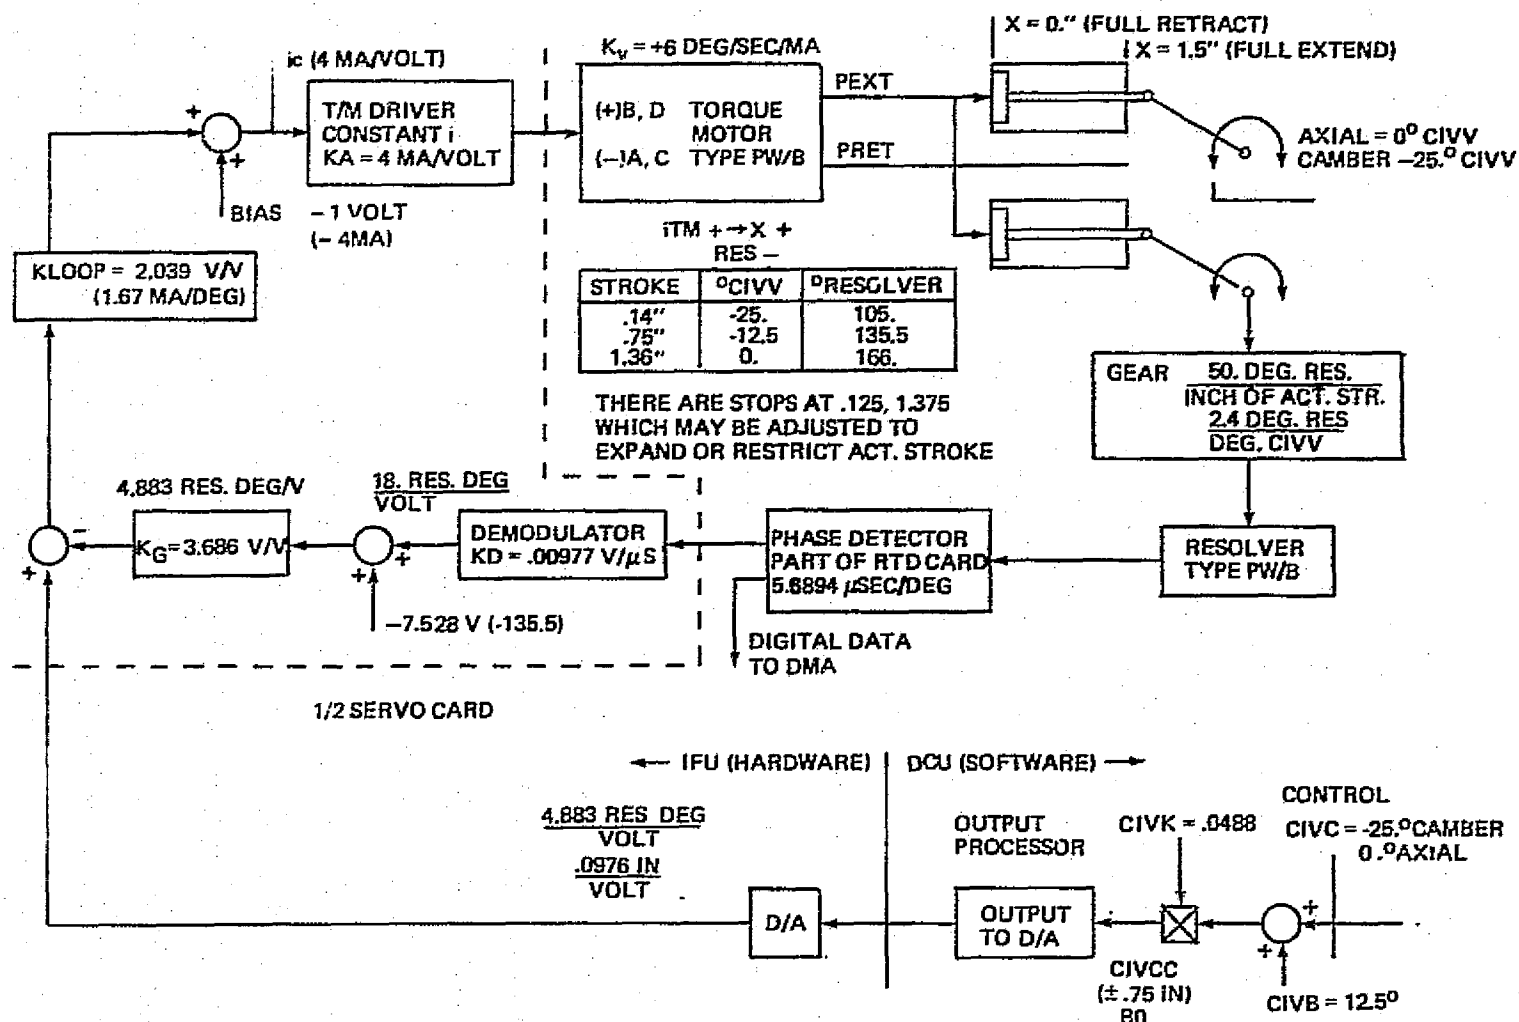 X = 0." (FULL RETRACT)
X = 1.5" (FULL EXTEND)
ic (4 MA/VOLT)
Kv = +6 DEG/SEC/MA
T/M DRIVER
CONSTANT i
KA = 4 MA/VOLT
+
+
BIAS
– 1 VOLT
(– 4MA)
(+)B, D TORQUE
MOTOR
(–)A, C TYPE PW/B
PEXT
PRET
AXIAL = 0° CIVV
CAMBER –25.° CIVV
iTM + → X +
RES –
KLOOP = 2.039 V/V
(1.67 MA/DEG)
STROKE °CIVV °RESOLVER
.14" -25. 105.
.75" -12.5 135.5
1.36" 0. 166.
THERE ARE STOPS AT .125, 1.375
WHICH MAY BE ADJUSTED TO
EXPAND OR RESTRICT ACT. STROKE
GEAR 50. DEG. RES.
INCH OF ACT. STR.
2.4 DEG. RES
DEG. CIVV
4.883 RES. DEG/V
18. RES. DEG
VOLT
–
+
KG = 3.686 V/V
+
+
DEMODULATOR
KD = .00977 V/µS
PHASE DETECTOR
PART OF RTD CARD
5.6894 µSEC/DEG
RESOLVER
TYPE PW/B
–7.528 V (-135.5)
DIGITAL DATA
TO DMA
1/2 SERVO CARD
← IFU (HARDWARE) DCU (SOFTWARE) →
4.883 RES DEG
VOLT
.0976 IN
VOLT
OUTPUT
PROCESSOR
CIVK = .0488
CONTROL
CIVC = -25.° CAMBER
0.° AXIAL
D/A
OUTPUT
TO D/A
+
+
CIVCC
(± .75 IN)
B0
CIVB = 12.5°